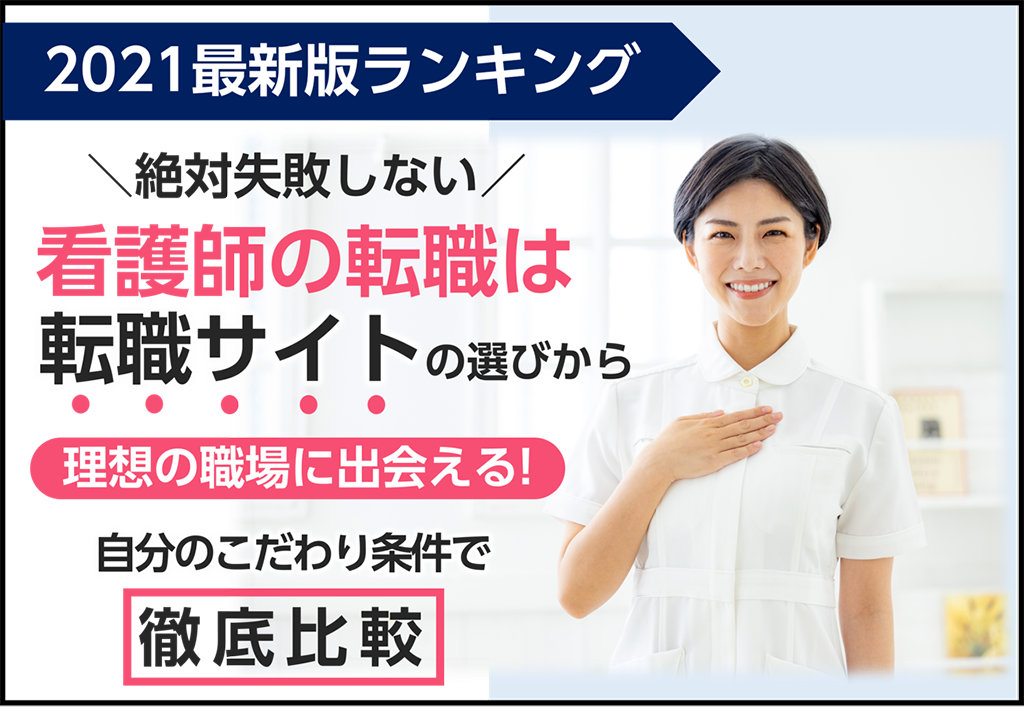 2021最新版ランキング
＼絶対失敗しない／
看護師の転職は
転職サイトの選びから
理想の職場に出会える!
自分のこだわり条件で
徹底比較